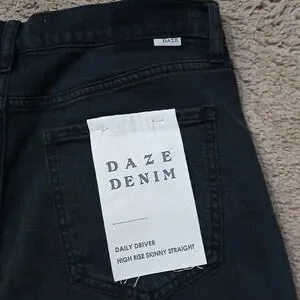 DAZE
DAZE
DENIM
DAILY DRIVER
HIGH RISE SKINNY STRAIGHT